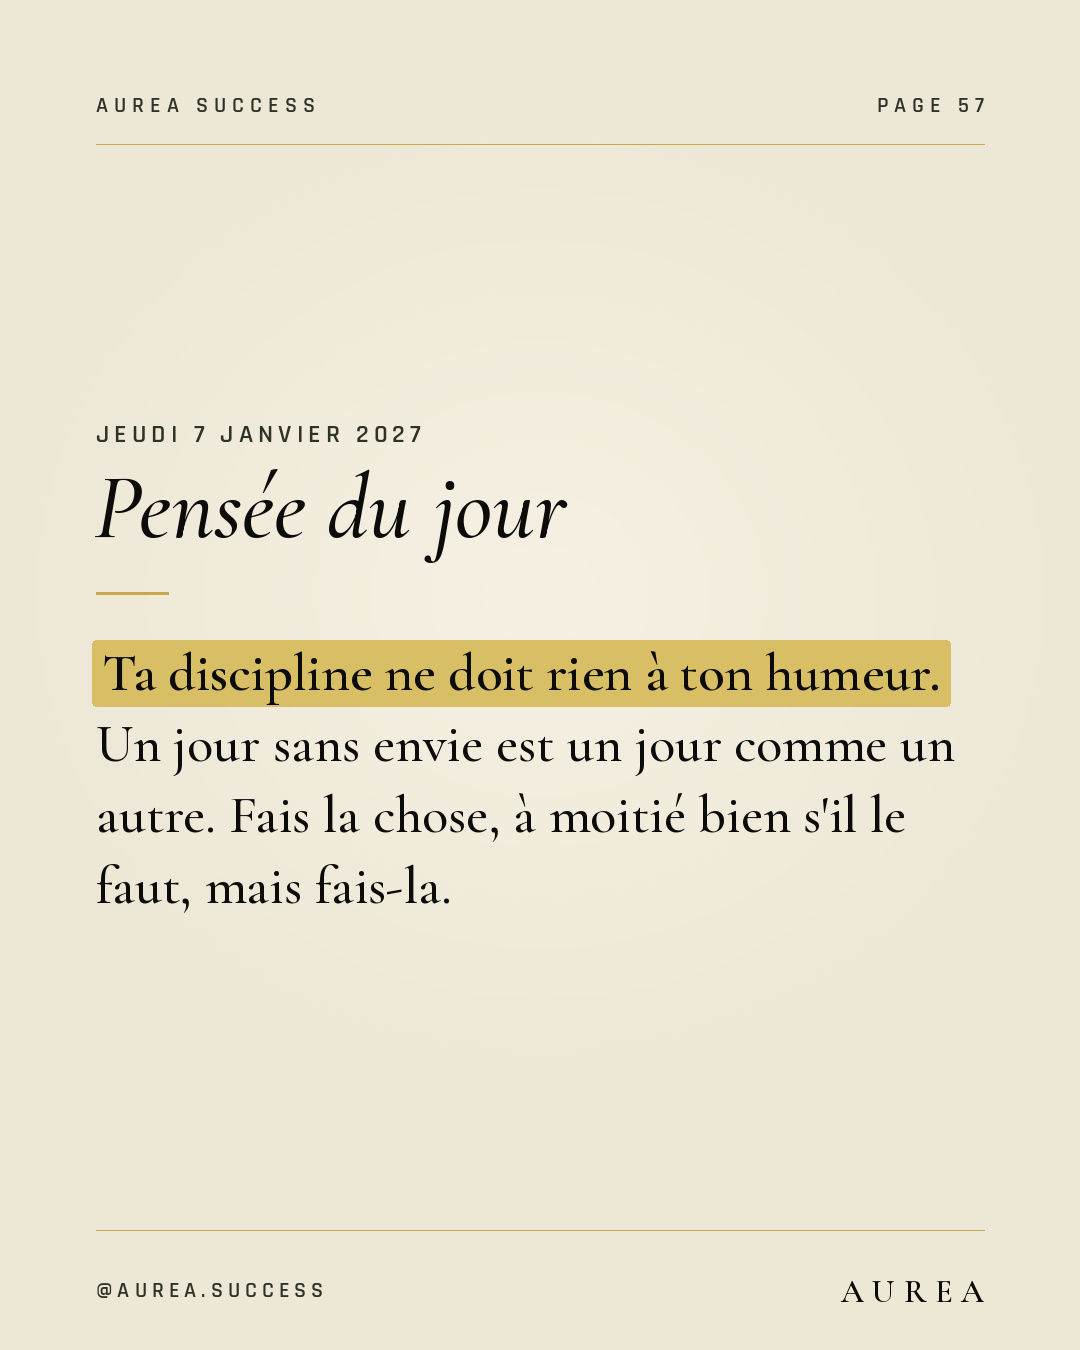 AUREA SUCCESS
PAGE 57
JEUDI 7 JANVIER 2027
Pensée du jour
Ta discipline ne doit rien à ton humeur.
Un jour sans envie est un jour comme un
autre. Fais la chose, à moitié bien s'il le
faut, mais fais-la.
@AUREA.SUCCESS
AUREA